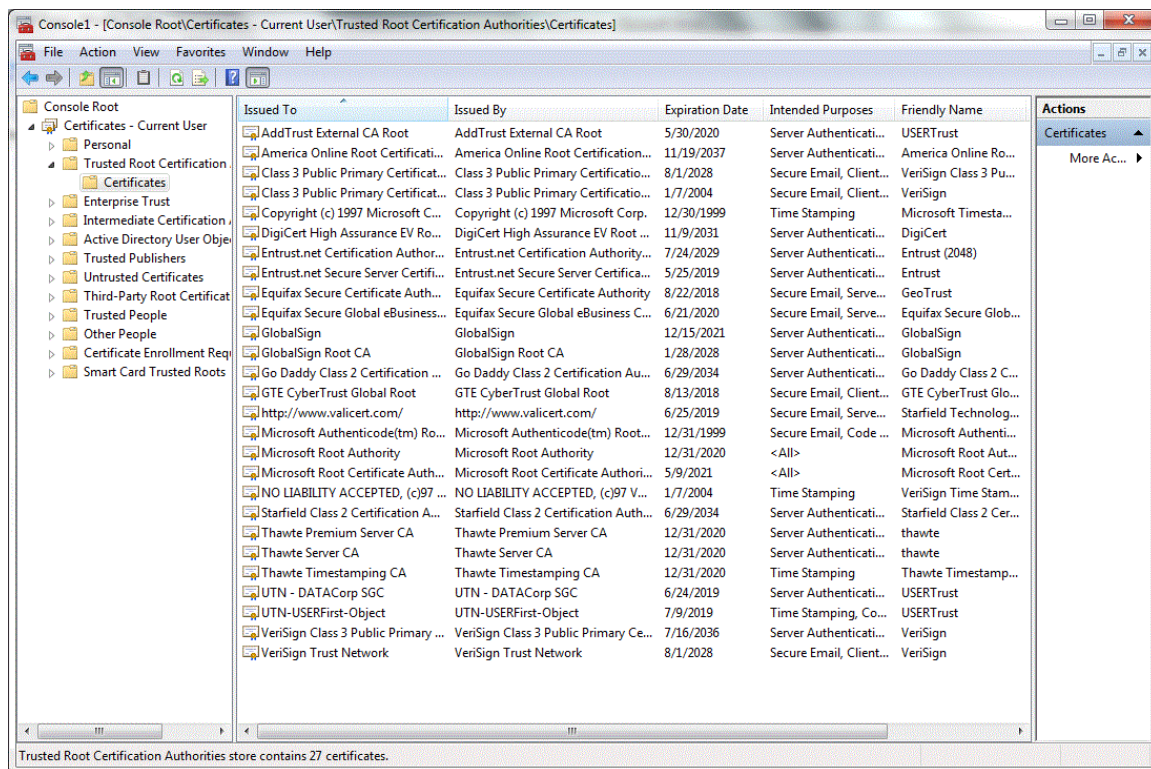 Console1 - [Console Root\Certificates - Current User\Trusted Root Certification Authorities\Certificates]
File Action View Favorites Window Help
Console Root
Certificates - Current User
Personal
Trusted Root Certification
Certificates
Enterprise Trust
Intermediate Certification
Active Directory User Obje
Trusted Publishers
Untrusted Certificates
Third-Party Root Certificat
Trusted People
Other People
Certificate Enrollment Req
Smart Card Trusted Roots
Issued To Issued By Expiration Date Intended Purposes Friendly Name
AddTrust External CA Root AddTrust External CA Root 5/30/2020 Server Authenticati... USERTrust
America Online Root Certificati... America Online Root Certification... 11/19/2037 Server Authenticati... America Online Ro...
Class 3 Public Primary Certificat... Class 3 Public Primary Certificatio... 8/1/2028 Secure Email, Client... VeriSign Class 3 Pu...
Class 3 Public Primary Certificat... Class 3 Public Primary Certificatio... 1/7/2004 Secure Email, Client... VeriSign
Copyright (c) 1997 Microsoft C... Copyright (c) 1997 Microsoft Corp. 12/30/1999 Time Stamping Microsoft Timesta...
DigiCert High Assurance EV Ro... DigiCert High Assurance EV Root ... 11/9/2031 Server Authenticati... DigiCert
Entrust.net Certification Author... Entrust.net Certification Authority... 7/24/2029 Server Authenticati... Entrust (2048)
Entrust.net Secure Server Certifi... Entrust.net Secure Server Certifica... 5/25/2019 Server Authenticati... Entrust
Equifax Secure Certificate Auth... Equifax Secure Certificate Authority 8/22/2018 Secure Email, Serve... GeoTrust
Equifax Secure Global eBusiness... Equifax Secure Global eBusiness C... 6/21/2020 Secure Email, Serve... Equifax Secure Glob...
GlobalSign GlobalSign 12/15/2021 Server Authenticati... GlobalSign
GlobalSign Root CA GlobalSign Root CA 1/28/2028 Server Authenticati... GlobalSign
Go Daddy Class 2 Certification ... Go Daddy Class 2 Certification Au... 6/29/2034 Server Authenticati... Go Daddy Class 2 C...
GTE CyberTrust Global Root GTE CyberTrust Global Root 8/13/2018 Secure Email, Client... GTE CyberTrust Glo...
http://www.valicert.com/ http://www.valicert.com/ 6/25/2019 Secure Email, Serve... Starfield Technolog...
Microsoft Authenticode(tm) Ro... Microsoft Authenticode(tm) Root... 12/31/1999 Secure Email, Code ... Microsoft Authenti...
Microsoft Root Authority Microsoft Root Authority 12/31/2020 <All> Microsoft Root Aut...
Microsoft Root Certificate Auth... Microsoft Root Certificate Authori... 5/9/2021 <All> Microsoft Root Cert...
NO LIABILITY ACCEPTED, (c)97 ... NO LIABILITY ACCEPTED, (c)97 V... 1/7/2004 Time Stamping VeriSign Time Stam...
Starfield Class 2 Certification A... Starfield Class 2 Certification Auth... 6/29/2034 Server Authenticati... Starfield Class 2 Cer...
Thawte Premium Server CA Thawte Premium Server CA 12/31/2020 Server Authenticati... thawte
Thawte Server CA Thawte Server CA 12/31/2020 Server Authenticati... thawte
Thawte Timestamping CA Thawte Timestamping CA 12/31/2020 Time Stamping Thawte Timestamp...
UTN - DATACorp SGC UTN - DATACorp SGC 6/24/2019 Server Authenticati... USERTrust
UTN-USERFirst-Object UTN-USERFirst-Object 7/9/2019 Time Stamping, Co... USERTrust
VeriSign Class 3 Public Primary ... VeriSign Class 3 Public Primary Ce... 7/16/2036 Server Authenticati... VeriSign
VeriSign Trust Network VeriSign Trust Network 8/1/2028 Secure Email, Client... VeriSign
Actions
Certificates
More Ac...
Trusted Root Certification Authorities store contains 27 certificates.